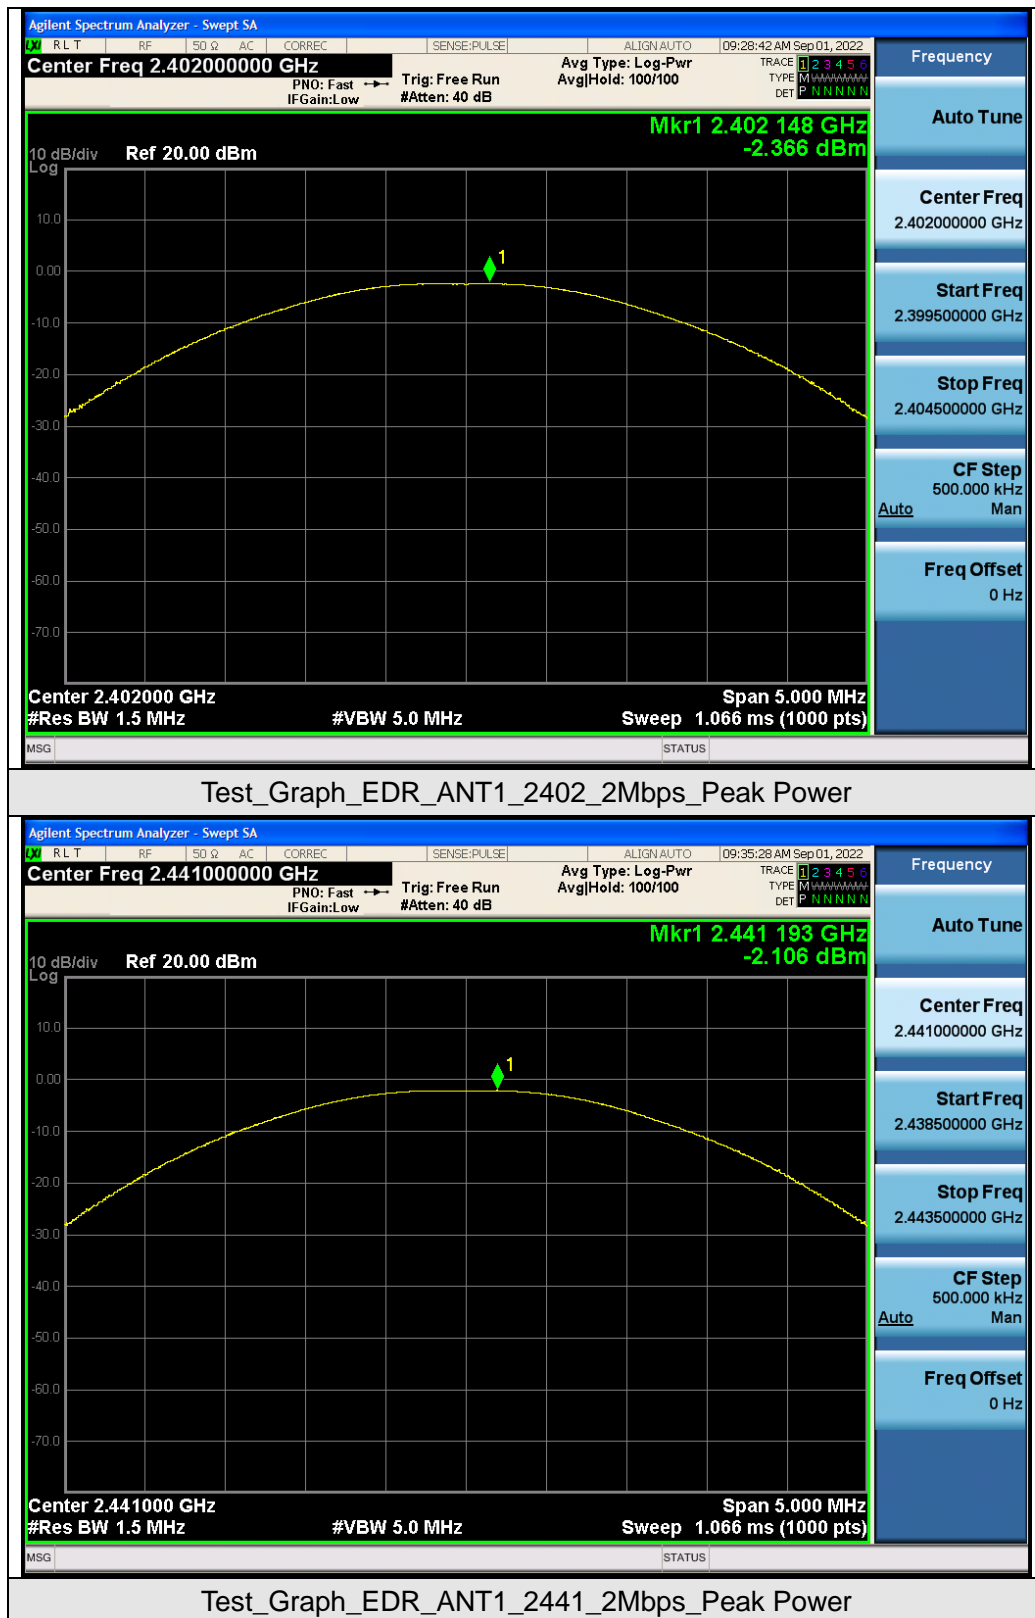 Agilent Spectrum Analyzer - Swept SA
LXI RLT RF 50 Ω AC CORREC SENSE:PULSE ALIGN AUTO 09:28:42 AM Sep 01, 2022
Center Freq 2.402000000 GHz
PNO: Fast
IFGain:Low
Trig: Free Run
#Atten: 40 dB
Avg Type: Log-Pwr
Avg|Hold: 100/100
TRACE 1 2 3 4 5 6
TYPE M WWWWW
DET P N N N N N
Mkr1 2.402 148 GHz
-2.366 dBm
10 dB/div Ref 20.00 dBm
Log
10.0
0.00
-10.0
-20.0
-30.0
-40.0
-50.0
-60.0
-70.0
1
Center 2.402000 GHz Span 5.000 MHz
#Res BW 1.5 MHz #VBW 5.0 MHz Sweep 1.066 ms (1000 pts)
MSG STATUS
Frequency
Auto Tune
Center Freq
2.402000000 GHz
Start Freq
2.399500000 GHz
Stop Freq
2.404500000 GHz
CF Step
500.000 kHz
Auto Man
Freq Offset
0 Hz
Test_Graph_EDR_ANT1_2402_2Mbps_Peak Power
Agilent Spectrum Analyzer - Swept SA
LXI RLT RF 50 Ω AC CORREC SENSE:PULSE ALIGN AUTO 09:35:28 AM Sep 01, 2022
Center Freq 2.441000000 GHz
PNO: Fast
IFGain:Low
Trig: Free Run
#Atten: 40 dB
Avg Type: Log-Pwr
Avg|Hold: 100/100
TRACE 1 2 3 4 5 6
TYPE M WWWWW
DET P N N N N N
Mkr1 2.441 193 GHz
-2.106 dBm
10 dB/div Ref 20.00 dBm
Log
10.0
0.00
-10.0
-20.0
-30.0
-40.0
-50.0
-60.0
-70.0
1
Center 2.441000 GHz Span 5.000 MHz
#Res BW 1.5 MHz #VBW 5.0 MHz Sweep 1.066 ms (1000 pts)
MSG STATUS
Frequency
Auto Tune
Center Freq
2.441000000 GHz
Start Freq
2.438500000 GHz
Stop Freq
2.443500000 GHz
CF Step
500.000 kHz
Auto Man
Freq Offset
0 Hz
Test_Graph_EDR_ANT1_2441_2Mbps_Peak Power